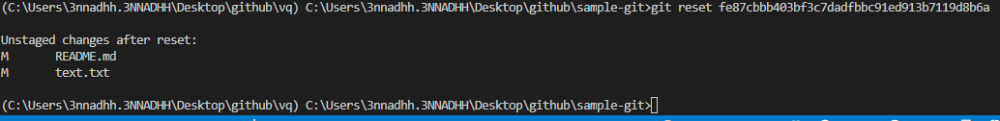 (C:\Users\3nnadhh.3NNADHH\Desktop\github\vq) C:\Users\3nnadhh.3NNADHH\Desktop\github\sample-git>git reset fe87cbbb403bf3c7dadfbbc91ed913b7119d8b6a
Unstaged changes after reset:
M README.md
M text.txt
(C:\Users\3nnadhh.3NNADHH\Desktop\github\vq) C:\Users\3nnadhh.3NNADHH\Desktop\github\sample-git>